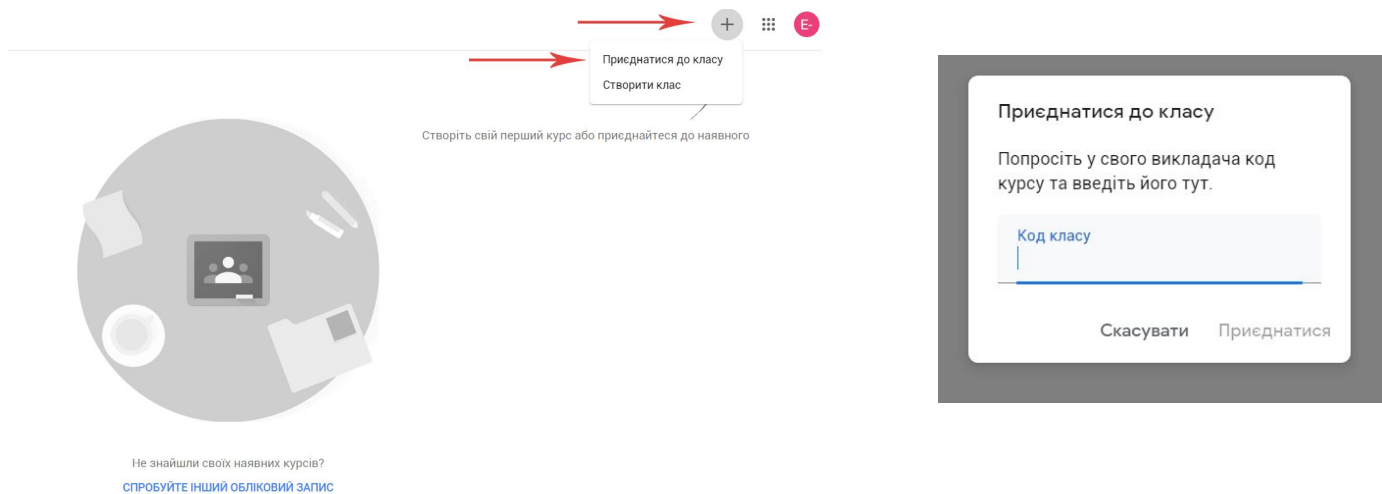 +
E-
Приєднатися до класу
Створити клас
Створіть свій перший курс або приєднайтеся до наявного
Не знайшли своїх наявних курсів?
СПРОБУЙТЕ ІНШИЙ ОБЛІКОВИЙ ЗАПИС
Приєднатися до класу
Попросіть у свого викладача код
курсу та введіть його тут.
Код класу
Скасувати Приєднатися